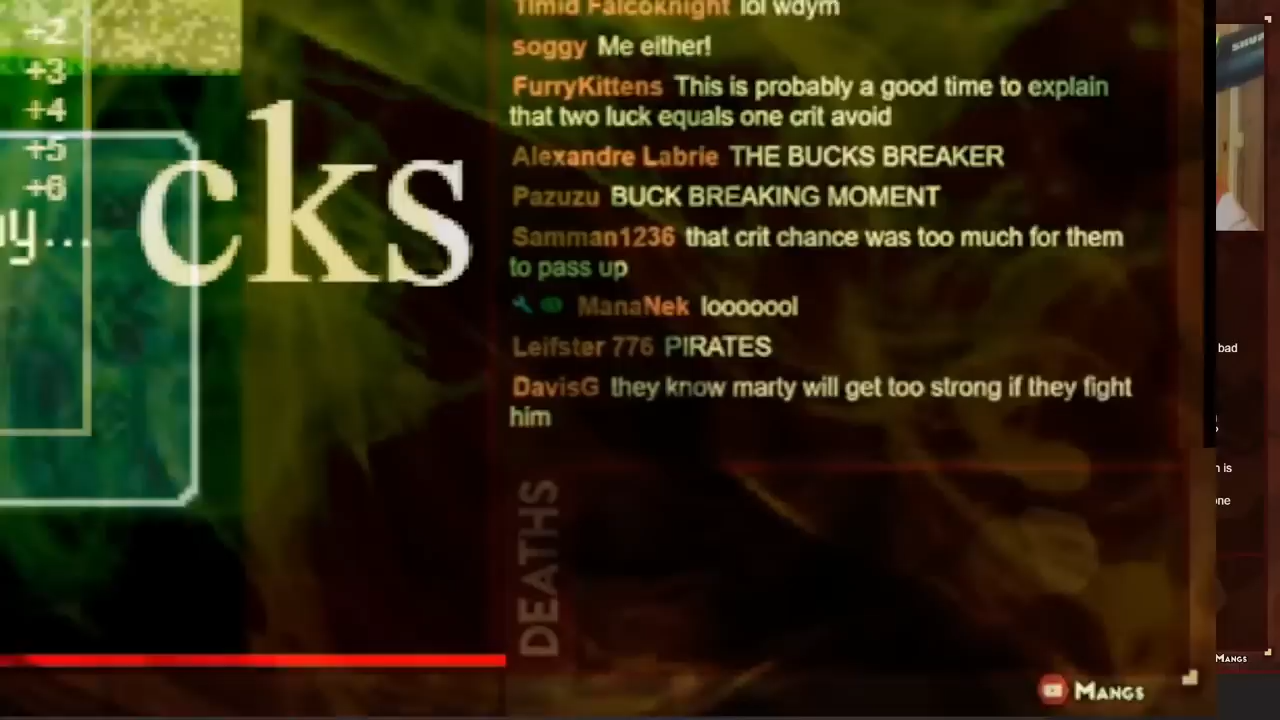 +2
+3
+4
+5
+6
cks
Timid Falcoknight lol wdym
soggy Me either!
FurryKittens This is probably a good time to explain
that two luck equals one crit avoid
Alexandre Labrie THE BUCKS BREAKER
Pazuzu BUCK BREAKING MOMENT
Samman1236 that crit chance was too much for them
to pass up
ManaNek looooool
Leifster 776 PIRATES
DavisG they know marty will get too strong if they fight
him
DEATHS
MANGS
bad
is
MANGS